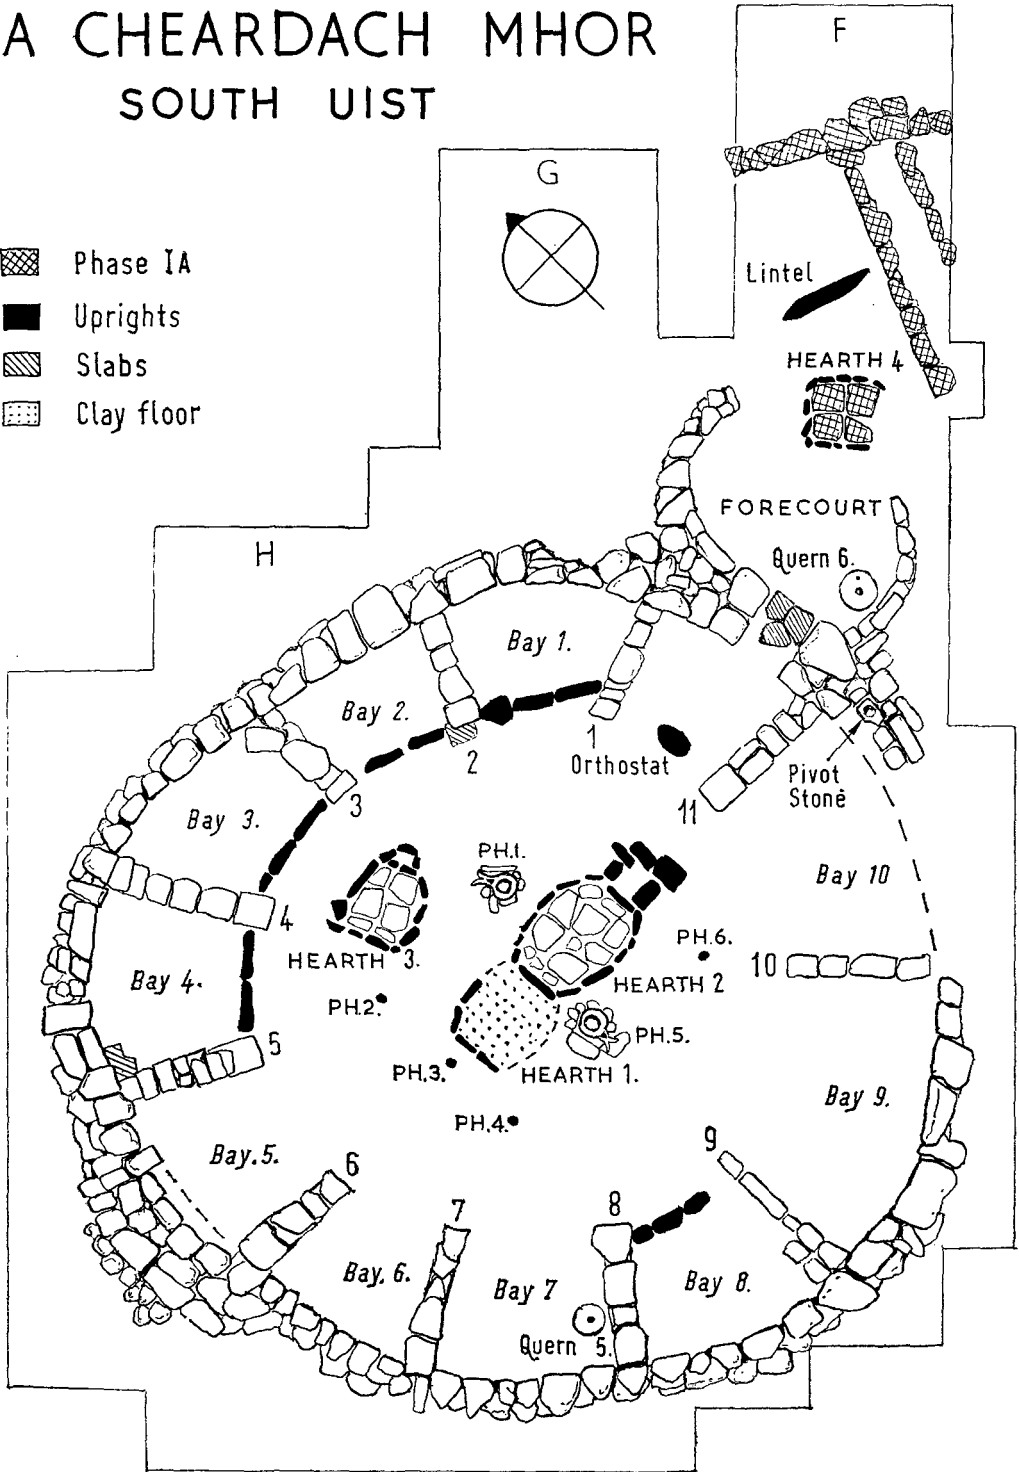 A CHEARDACH MHOR
SOUTH UIST
F
G
Phase IA
Uprights
Slabs
Clay floor
Lintel
HEARTH 4
FORECOURT
Quern 6.
H
Bay 1.
Bay 2.
1
2
Orthostat
Pivot
Stone
3
11
Bay 3.
PH.1.
Bay 10
4
HEARTH 3.
PH.6.
10
Bay 4.
HEARTH 2
PH.2.
5
PH.5.
PH.3.
HEARTH 1.
Bay 9.
PH.4.
9
Bay.5.
6
7
8
Bay. 6.
Bay 7
Bay 8.
Quern 5.